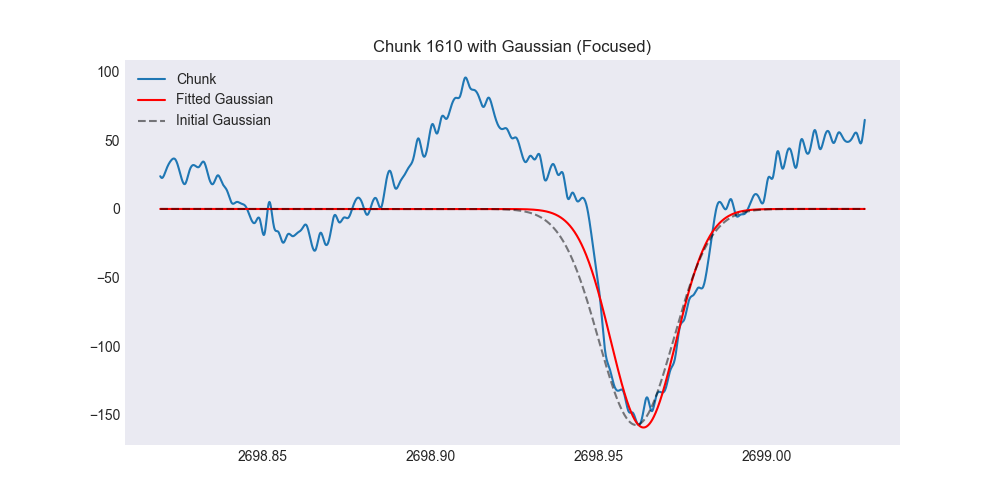 Chunk 1610 with Gaussian (Focused)
Chunk
Fitted Gaussian
Initial Gaussian
100
50
0
−50
−100
−150
2698.85 2698.90 2698.95 2699.00